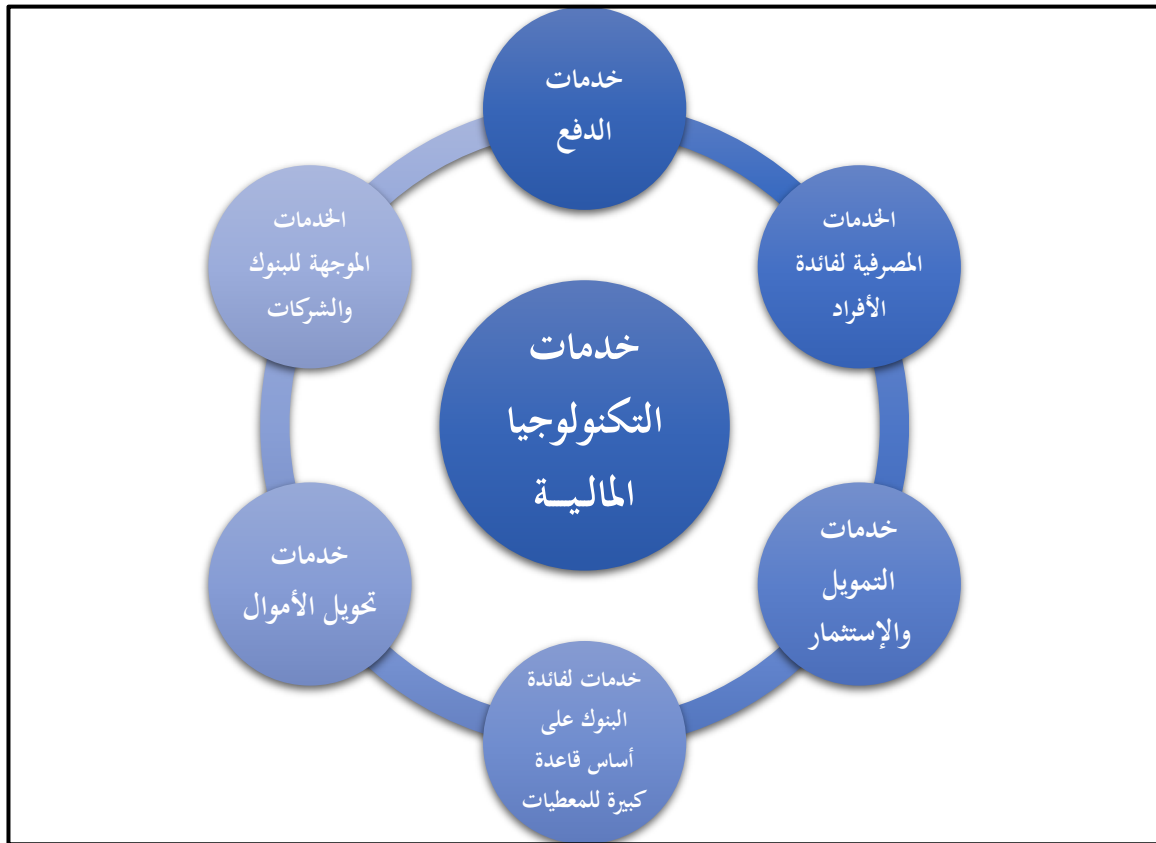 خدمات
الدفع
الخدمات
المصرفية لفائدة
الأفراد
خدمات
التمويل
والإستثمار
خدمات لفائدة
البنوك على
أساس قاعدة
كبيرة للمعطيات
خدمات
تحويل الأموال
الخدمات
الموجهة للبنوك
والشركات
خدمات
التكنولوجيا
المالـيــة